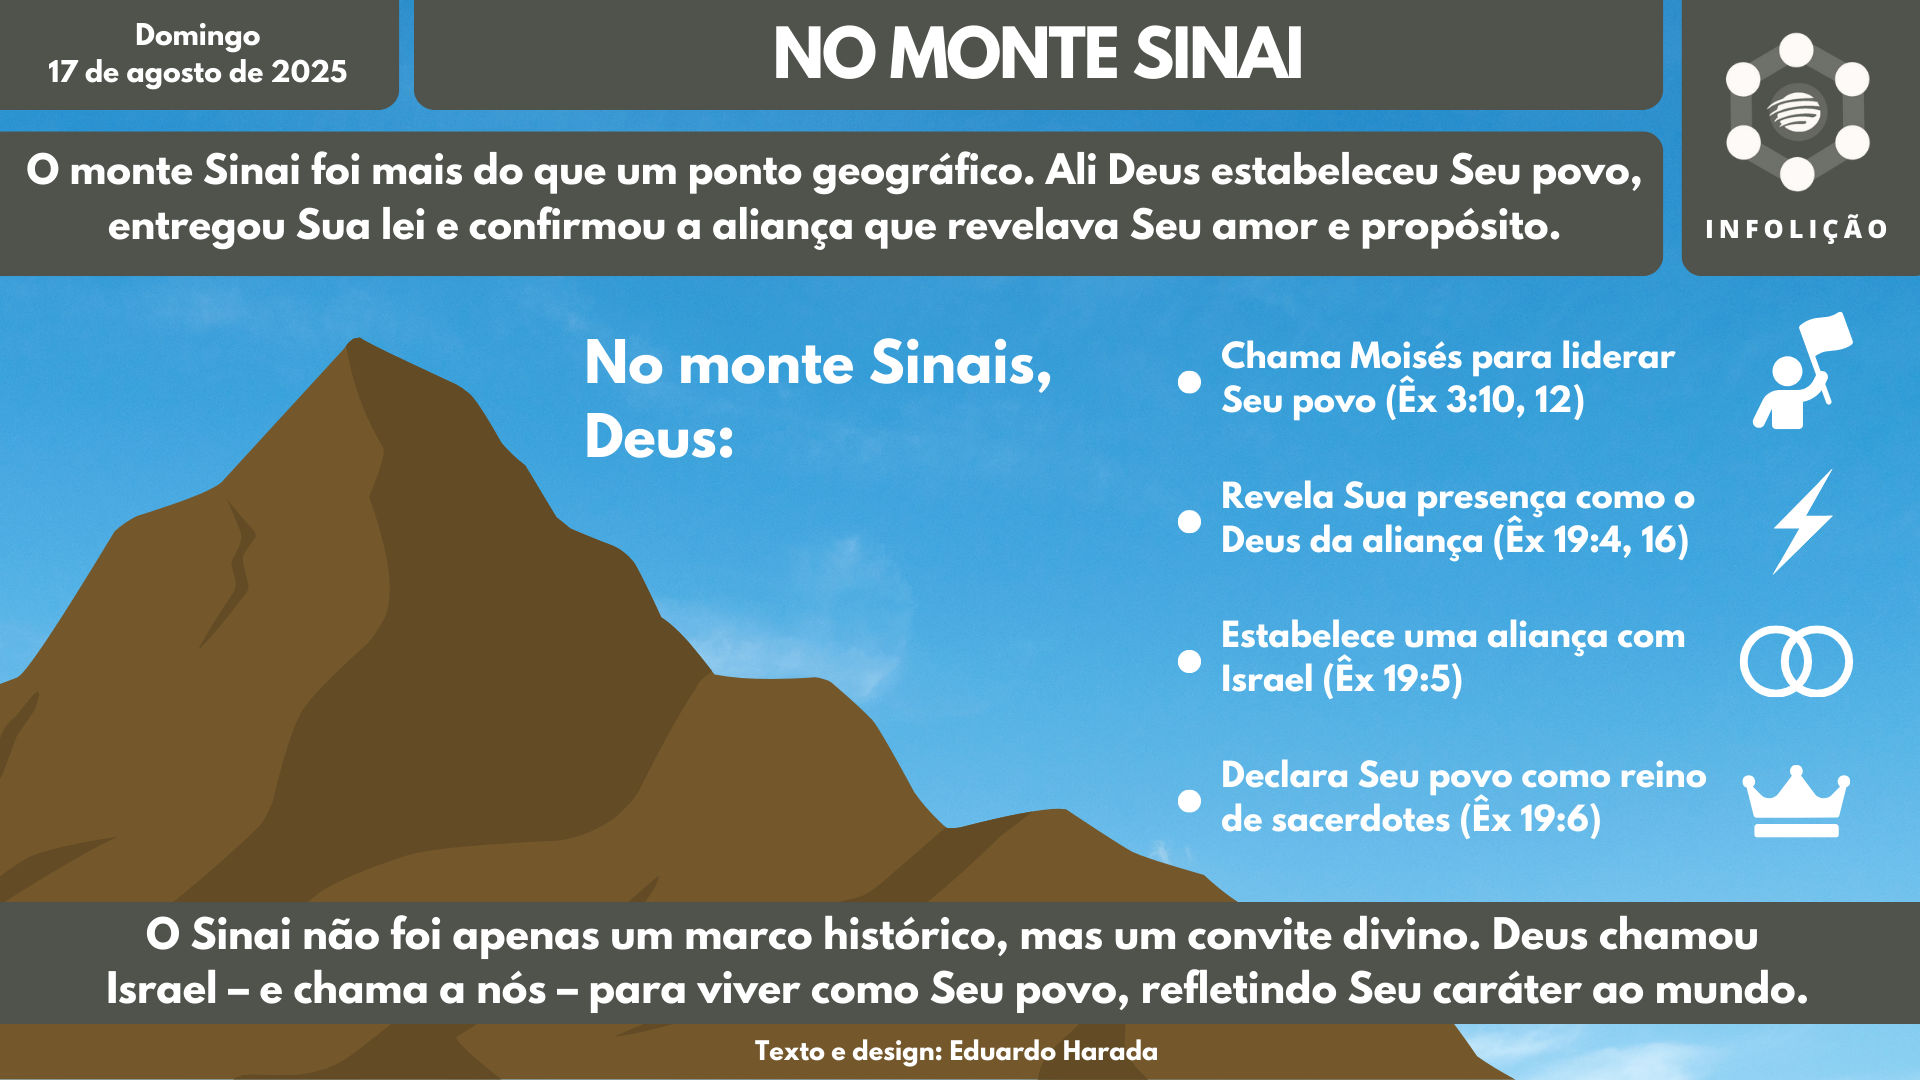 Domingo
17 de agosto de 2025
NO MONTE SINAI
INFOLIÇÃO
O monte Sinai foi mais do que um ponto geográfico. Ali Deus estabeleceu Seu povo,
entregou Sua lei e confirmou a aliança que revelava Seu amor e propósito.
No monte Sinais,
Deus:
Chama Moisés para liderar
Seu povo (Êx 3:10, 12)
Revela Sua presença como o
Deus da aliança (Êx 19:4, 16)
Estabelece uma aliança com
Israel (Êx 19:5)
Declara Seu povo como reino
de sacerdotes (Êx 19:6)
O Sinai não foi apenas um marco histórico, mas um convite divino. Deus chamou
Israel – e chama a nós – para viver como Seu povo, refletindo Seu caráter ao mundo.
Texto e design: Eduardo Harada